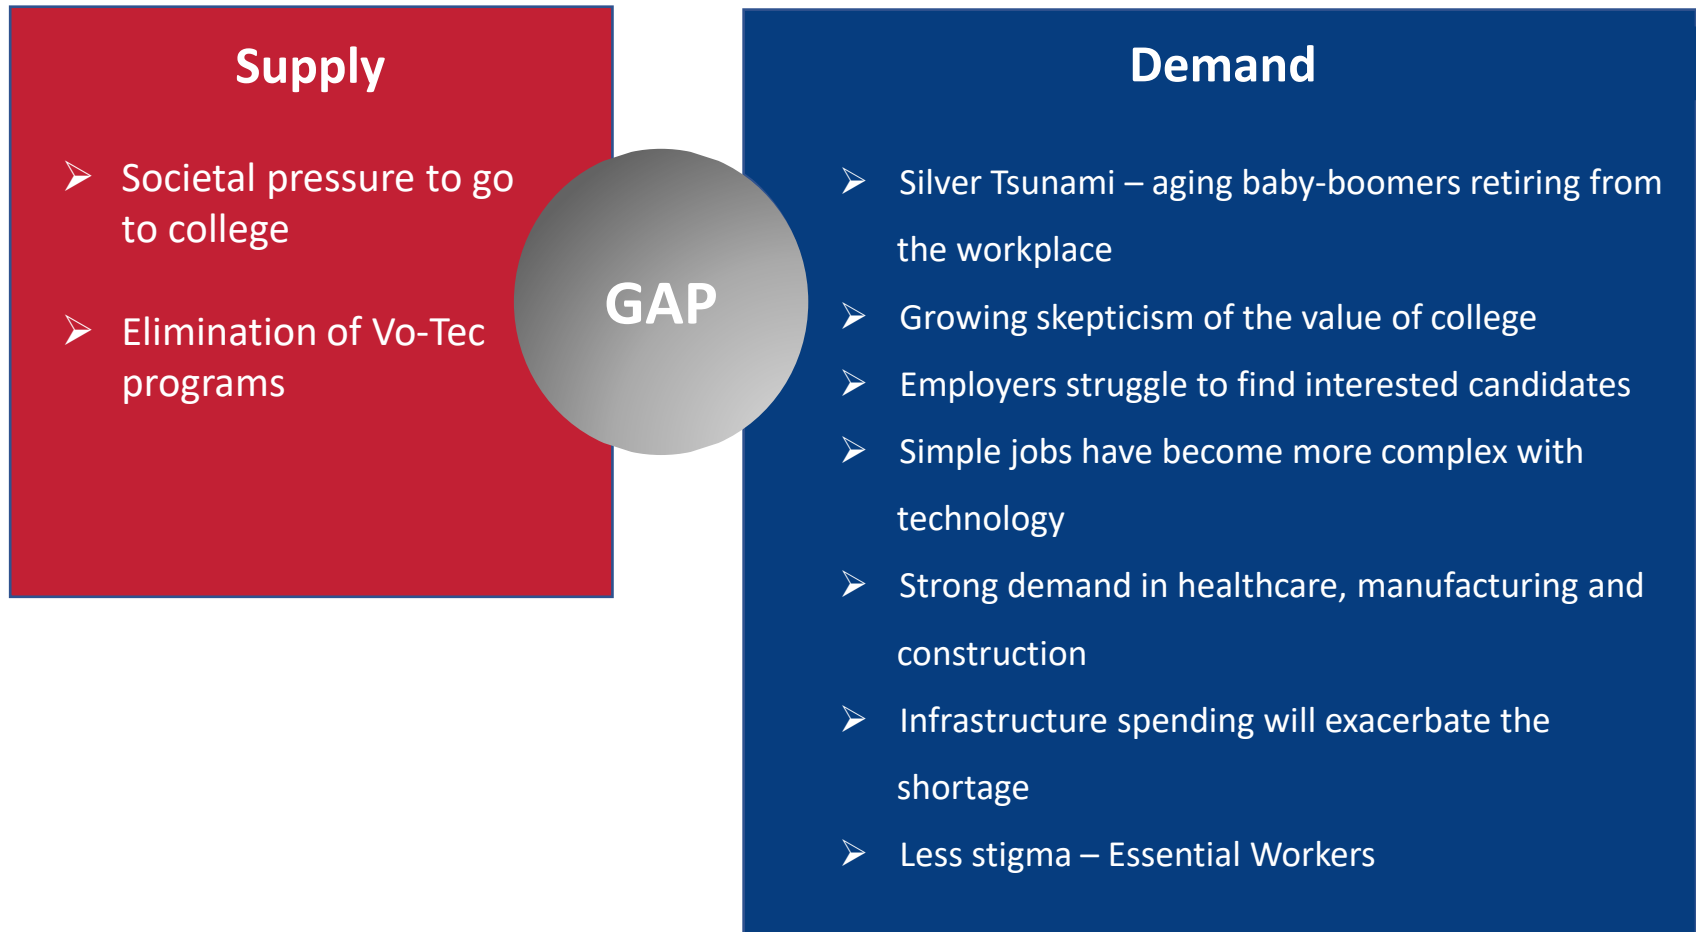 Supply
➢ Societal pressure to go
to college
➢ Elimination of Vo-Tec
programs
GAP
Demand
➢ Silver Tsunami – aging baby-boomers retiring from
the workplace
➢ Growing skepticism of the value of college
➢ Employers struggle to find interested candidates
➢ Simple jobs have become more complex with
technology
➢ Strong demand in healthcare, manufacturing and
construction
➢ Infrastructure spending will exacerbate the
shortage
➢ Less stigma – Essential Workers